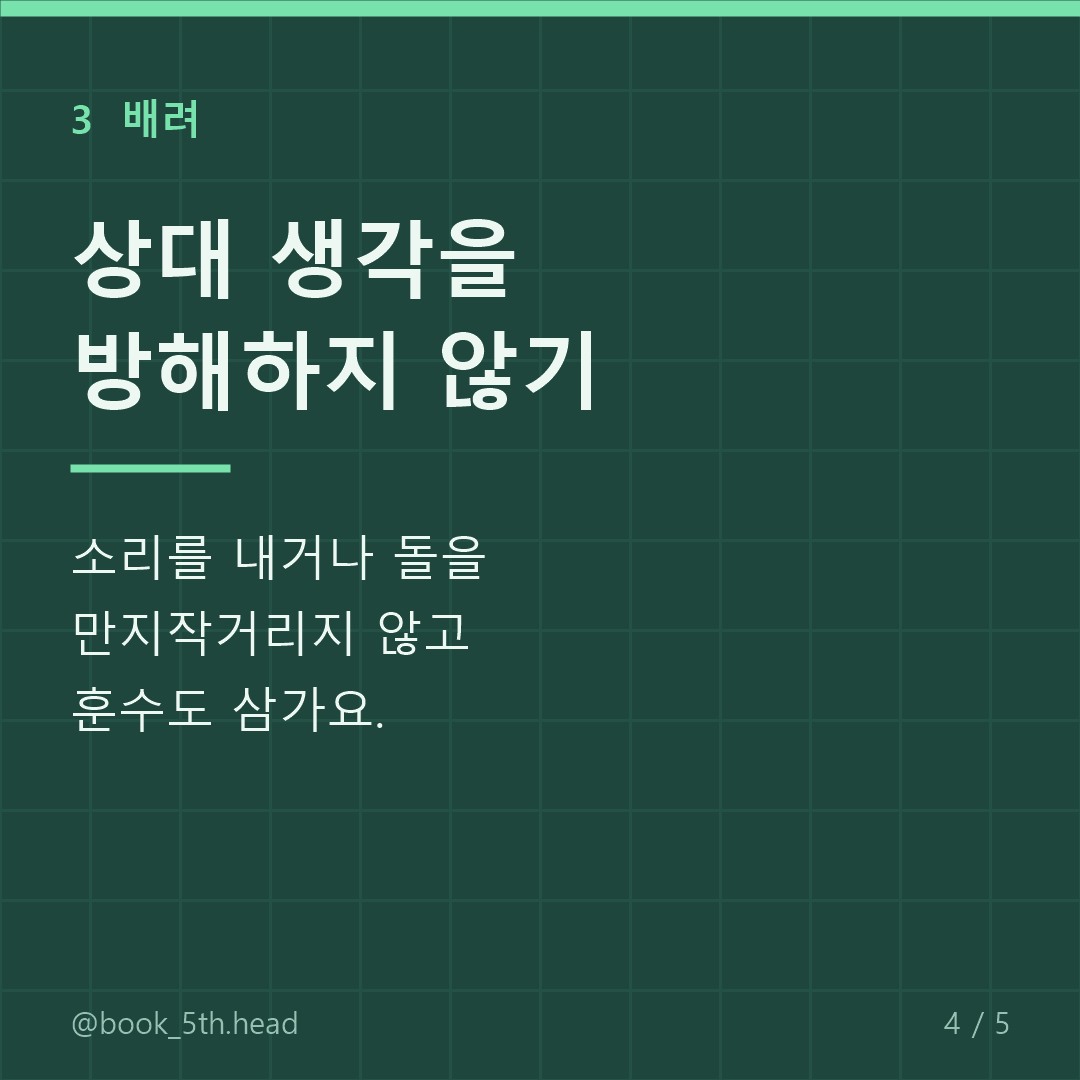 3 배려
상대 생각을
방해하지 않기
소리를 내거나 돌을
만지작거리지 않고
훈수도 삼가요.
@book_5th.head
4 / 5